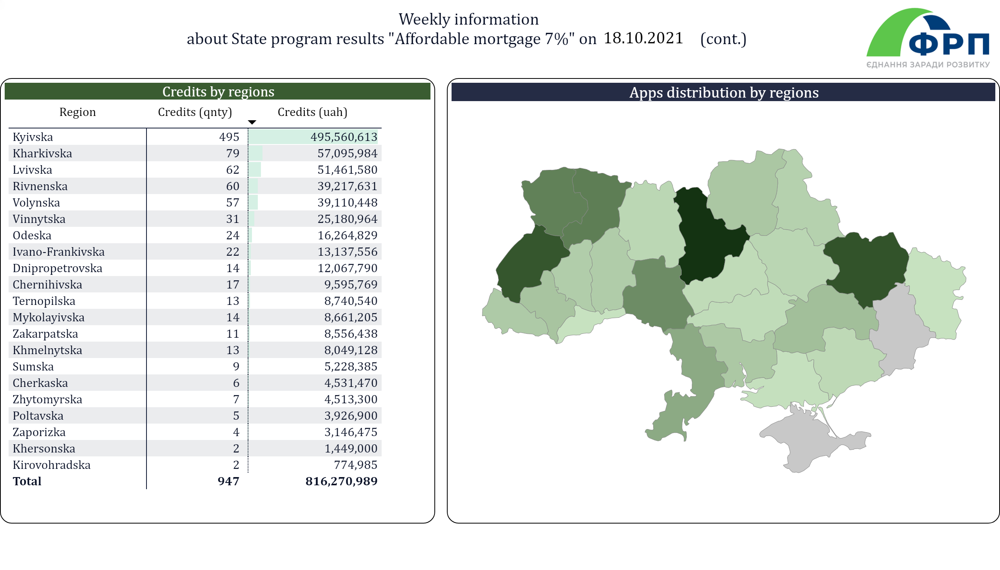 Weekly information
about State program results "Affordable mortgage 7%" on 18.10.2021 (cont.)
ФРП
ЄДНАННЯ ЗАРАДИ РОЗВИТКУ
Credits by regions
Region Credits (qnty) Credits (uah)
Kyivska 495 495,560,613
Kharkivska 79 57,095,984
Lvivska 62 51,461,580
Rivnenska 60 39,217,631
Volynska 57 39,110,448
Vinnytska 31 25,180,964
Odeska 24 16,264,829
Ivano-Frankivska 22 13,137,556
Dnipropetrovska 14 12,067,790
Chernihivska 17 9,595,769
Ternopilska 13 8,740,540
Mykolayivska 14 8,661,205
Zakarpatska 11 8,556,438
Khmelnytska 13 8,049,128
Sumska 9 5,228,385
Cherkaska 6 4,531,470
Zhytomyrska 7 4,513,300
Poltavska 5 3,926,900
Zaporizka 4 3,146,475
Khersonska 2 1,449,000
Kirovohradska 2 774,985
Total 947 816,270,989
Apps distribution by regions